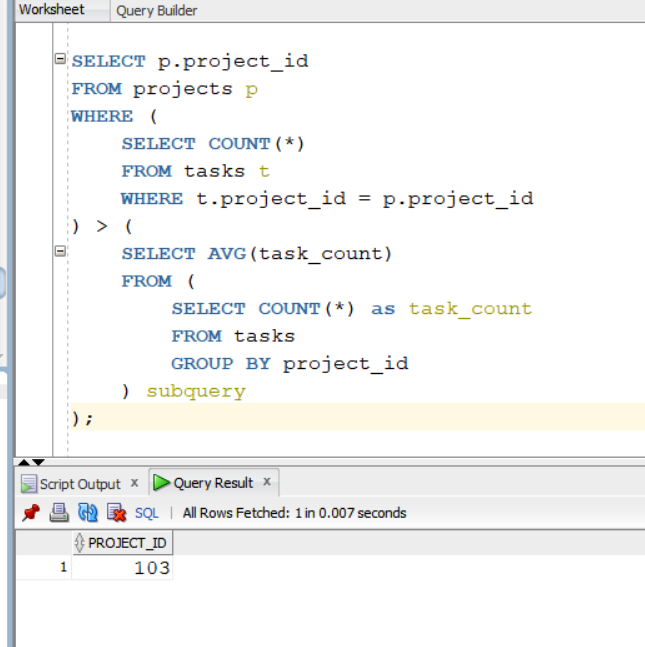 Worksheet Query Builder
SELECT p.project_id
FROM projects p
WHERE (
SELECT COUNT(*)
FROM tasks t
WHERE t.project_id = p.project_id
) > (
SELECT AVG(task_count)
FROM (
SELECT COUNT(*) as task_count
FROM tasks
GROUP BY project_id
) subquery
);
Script Output x Query Result x
SQL | All Rows Fetched: 1 in 0.007 seconds
PROJECT_ID
1 103